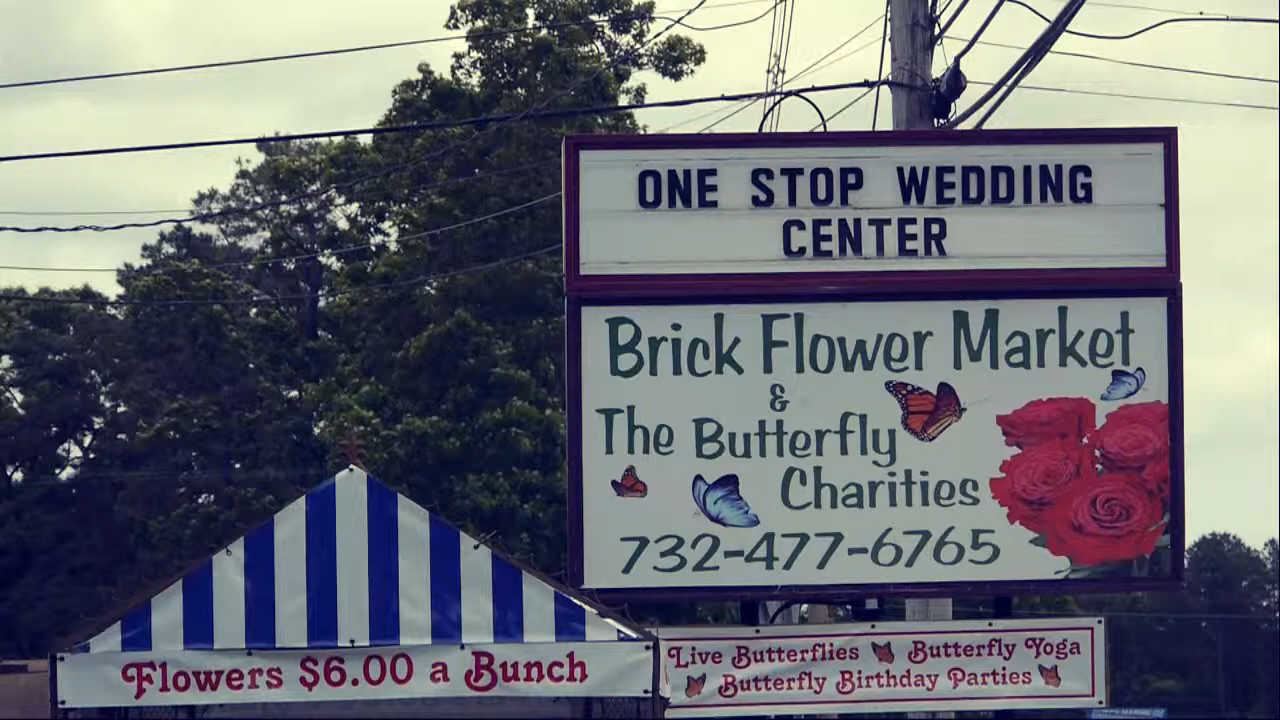 ONE STOP WEDDING
CENTER
Brick Flower Market
&
The Butterfly
Charities
732-477-6765
Flowers $6.00 a Bunch
Live Butterflies Butterfly Yoga
Butterfly Birthday Parties